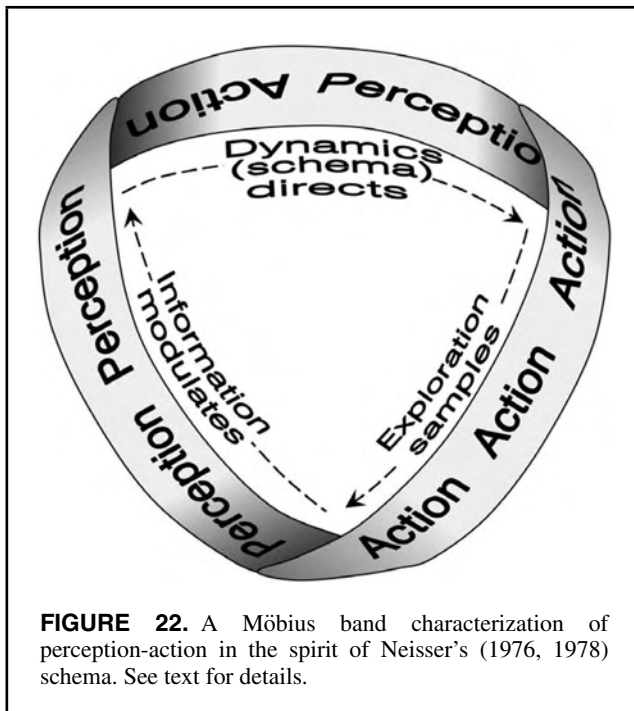 Action Perceptio
Dynamics
(schema)
directs
Action
Action
Action
Exploration
samples
Information
modulates
Perception
Perception
Perception
FIGURE 22. A Möbius band characterization of
perception-action in the spirit of Neisser's (1976, 1978)
schema. See text for details.